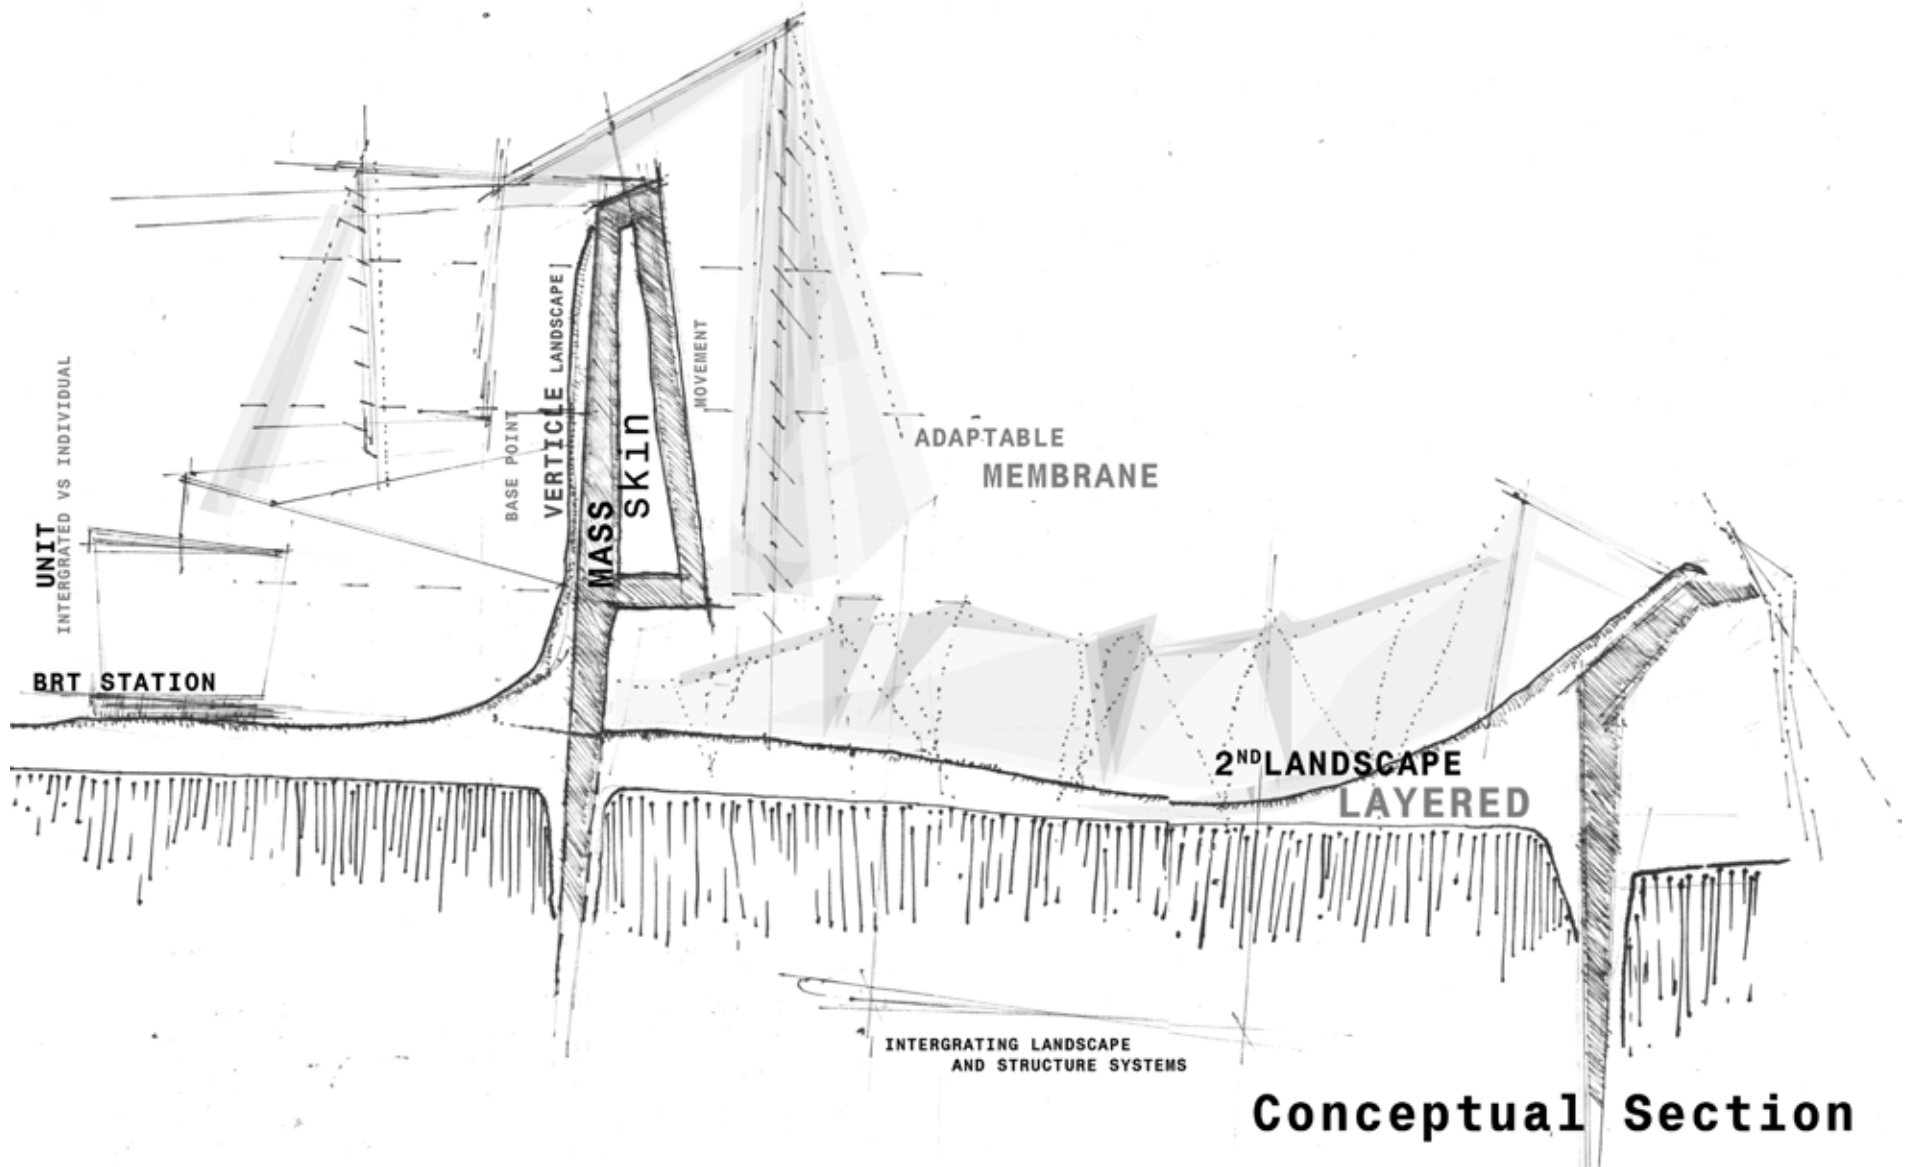 UNIT
INTERGRATED VS INDIVIDUAL
BRT STATION
BASE POINT
VERTICLE LANDSCAPE
MASS
skin
MOVEMENT
ADAPTABLE
MEMBRANE
2ND LANDSCAPE
LAYERED
INTERGRATING LANDSCAPE
AND STRUCTURE SYSTEMS
Conceptual Section